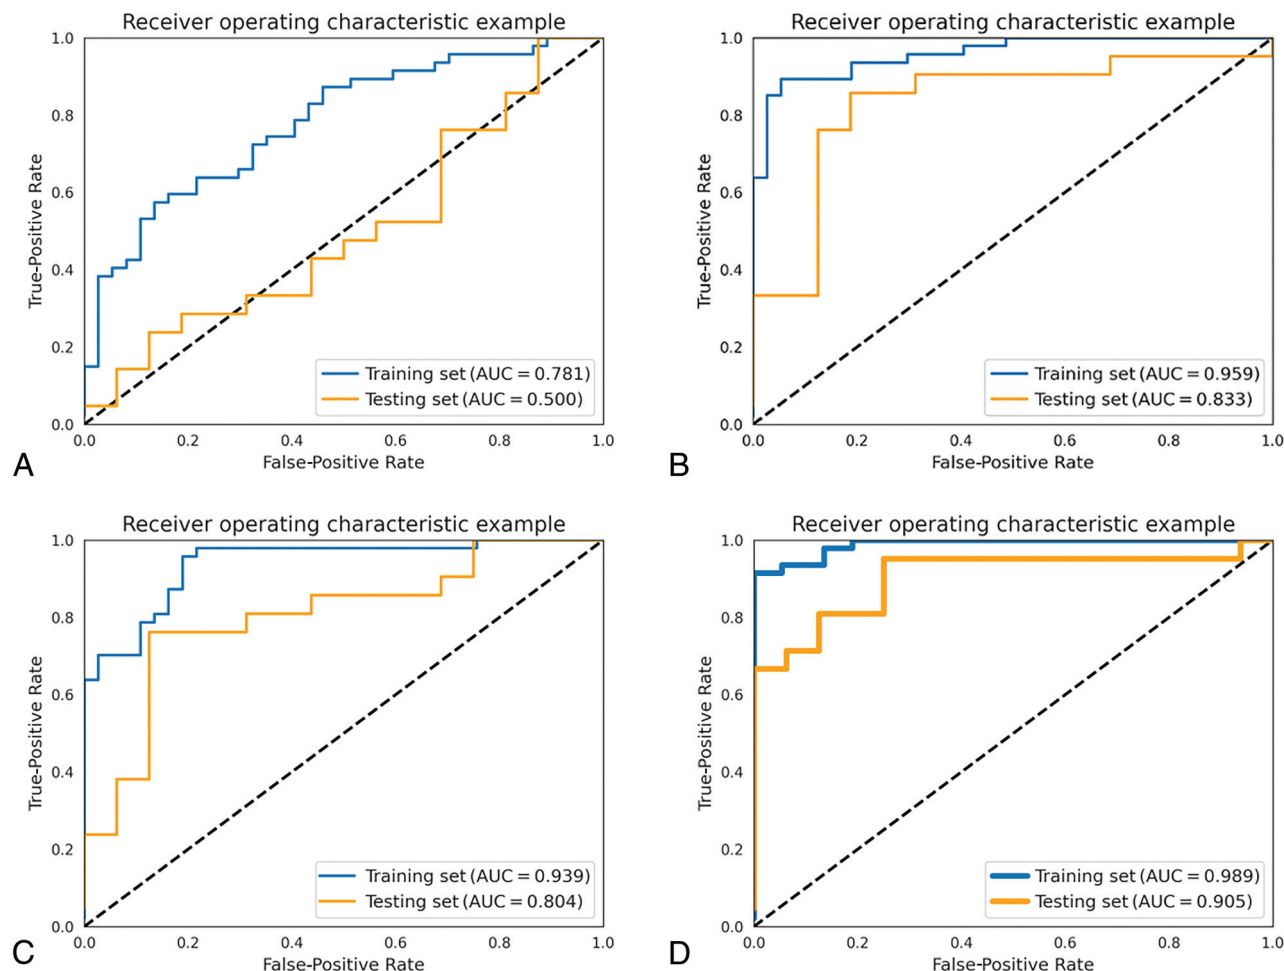 Receiver operating characteristic example
1.0
0.8
0.6
0.4
0.2
0.0
True-Positive Rate
Training set (AUC = 0.781)
Testing set (AUC = 0.500)
0.0 0.2 0.4 0.6 0.8 1.0
False-Positive Rate
A
Receiver operating characteristic example
1.0
0.8
0.6
0.4
0.2
0.0
True-Positive Rate
Training set (AUC = 0.959)
Testing set (AUC = 0.833)
0.0 0.2 0.4 0.6 0.8 1.0
False-Positive Rate
B
Receiver operating characteristic example
1.0
0.8
0.6
0.4
0.2
0.0
True-Positive Rate
Training set (AUC = 0.939)
Testing set (AUC = 0.804)
0.0 0.2 0.4 0.6 0.8 1.0
False-Positive Rate
C
Receiver operating characteristic example
1.0
0.8
0.6
0.4
0.2
0.0
True-Positive Rate
Training set (AUC = 0.989)
Testing set (AUC = 0.905)
0.0 0.2 0.4 0.6 0.8 1.0
False-Positive Rate
D